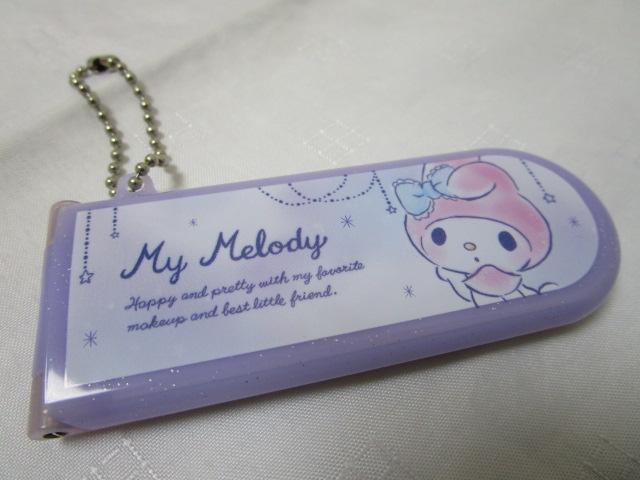 My Melody
Happy and pretty with my favorite
makeup and best little friend.